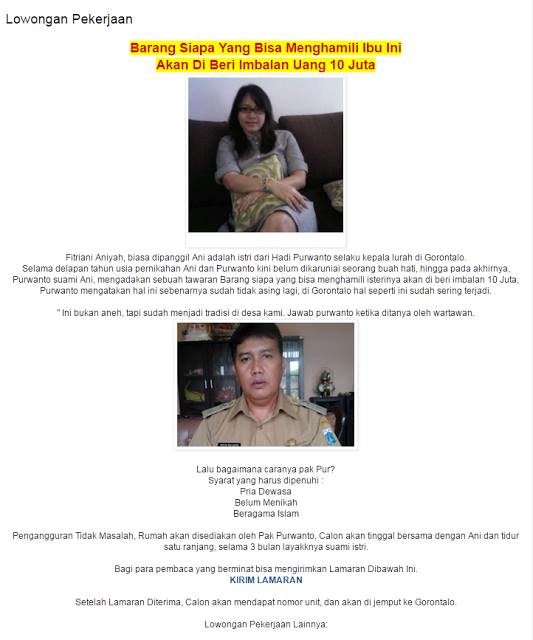 Lowongan Pekerjaan
Barang Siapa Yang Bisa Menghamili Ibu Ini
Akan Di Beri Imbalan Uang 10 Juta
Fitriani Aniyah, biasa dipanggil Ani adalah istri dari Hadi Purwanto selaku kepala lurah di Gorontalo.
Selama delapan tahun usia pernikahan Ani dan Purwanto kini belum dikaruniai seorang buah hati, hingga pada akhirnya,
Purwanto suami Ani, mengadakan sebuah tawaran Barang siapa yang bisa menghamili isterinya akan di beri imbalan 10 Juta,
Purwanto mengatakan hal ini sebenarnya sudah tidak asing lagi, di Gorontalo hal seperti ini sudah sering terjadi.
" Ini bukan aneh, tapi sudah menjadi tradisi di desa kami. Jawab purwanto ketika ditanya oleh wartawan.
Lalu bagaimana caranya pak Pur?
Syarat yang harus dipenuhi :
Pria Dewasa
Belum Menikah
Beragama Islam
Pengangguran Tidak Masalah, Rumah akan disediakan oleh Pak Purwanto, Calon akan tinggal bersama dengan Ani dan tidur
satu ranjang, selama 3 bulan layakknya suami istri.
Bagi para pembaca yang berminat bisa mengirimkan Lamaran Dibawah Ini.
KIRIM LAMARAN
Setelah Lamaran Diterima, Calon akan mendapat nomor unit, dan akan di jemput ke Gorontalo.
Lowongan Pekerjaan Lainnya: